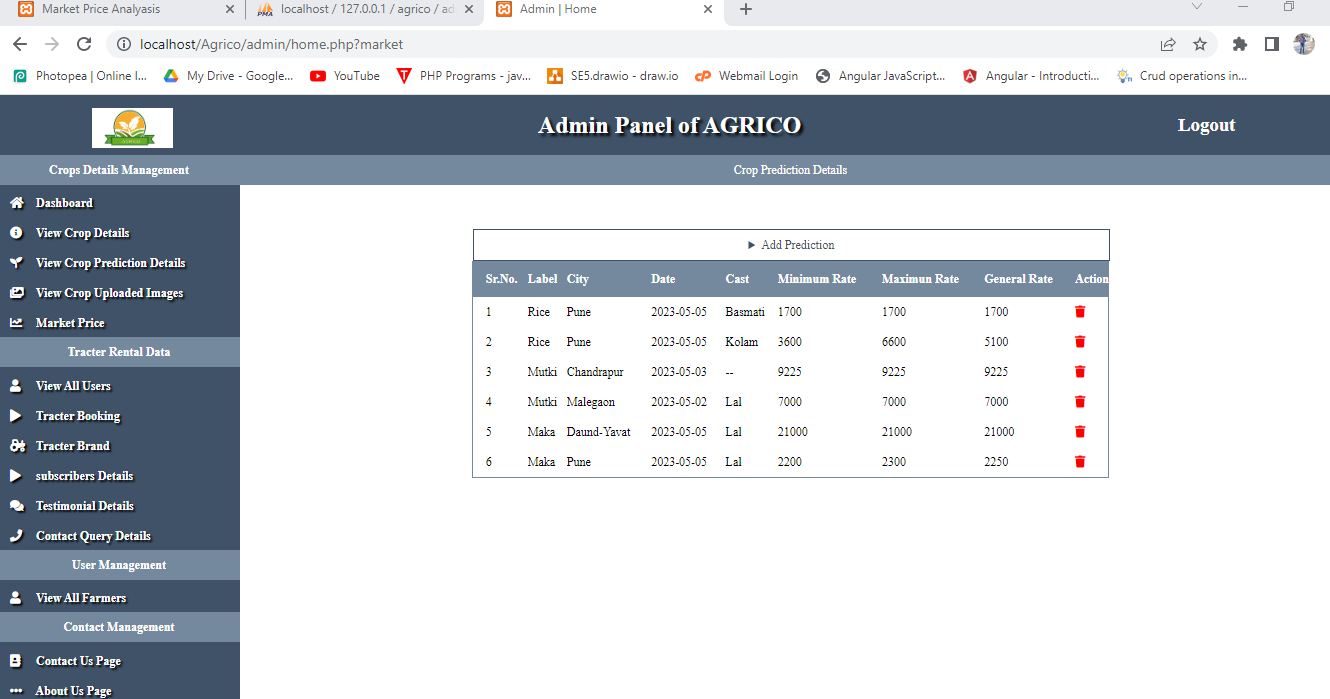 Market Price Analyasis
localhost / 127.0.0.1 / agrico / ad
Admin | Home
localhost/Agrico/admin/home.php?market
Photopea | Online I...
My Drive - Google...
YouTube
PHP Programs - jav...
SE5.drawio - draw.io
Webmail Login
Angular JavaScript...
Angular - Introducti...
Crud operations in...
Admin Panel of AGRICO
Logout
Crops Details Management
Crop Prediction Details
Dashboard
View Crop Details
View Crop Prediction Details
View Crop Uploaded Images
Market Price
Tracter Rental Data
View All Users
Tracter Booking
Tracter Brand
subscribers Details
Testimonial Details
Contact Query Details
User Management
View All Farmers
Contact Management
Contact Us Page
About Us Page
Add Prediction
Sr.No. Label City Date Cast Minimum Rate Maximun Rate General Rate Action
1 Rice Pune 2023-05-05 Basmati 1700 1700 1700
2 Rice Pune 2023-05-05 Kolam 3600 6600 5100
3 Mutki Chandrapur 2023-05-03 -- 9225 9225 9225
4 Mutki Malegaon 2023-05-02 Lal 7000 7000 7000
5 Maka Daund-Yavat 2023-05-05 Lal 21000 21000 21000
6 Maka Pune 2023-05-05 Lal 2200 2300 2250